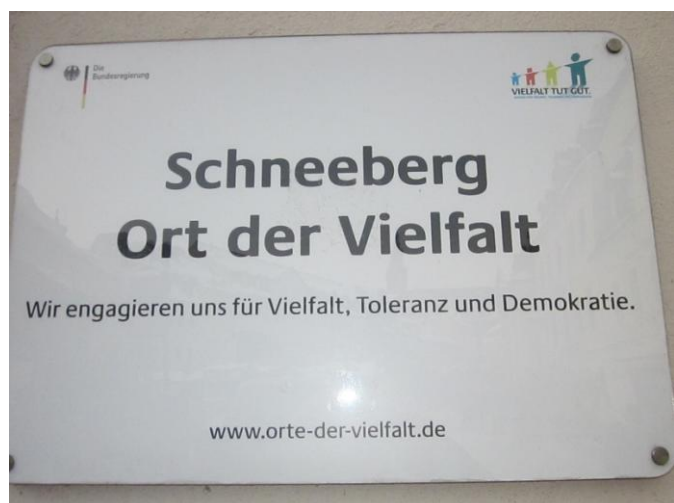 Die
Bundesregierung
VIELFALT TUT GUT.
Schneeberg
Ort der Vielfalt
Wir engagieren uns für Vielfalt, Toleranz und Demokratie.
www.orte-der-vielfalt.de